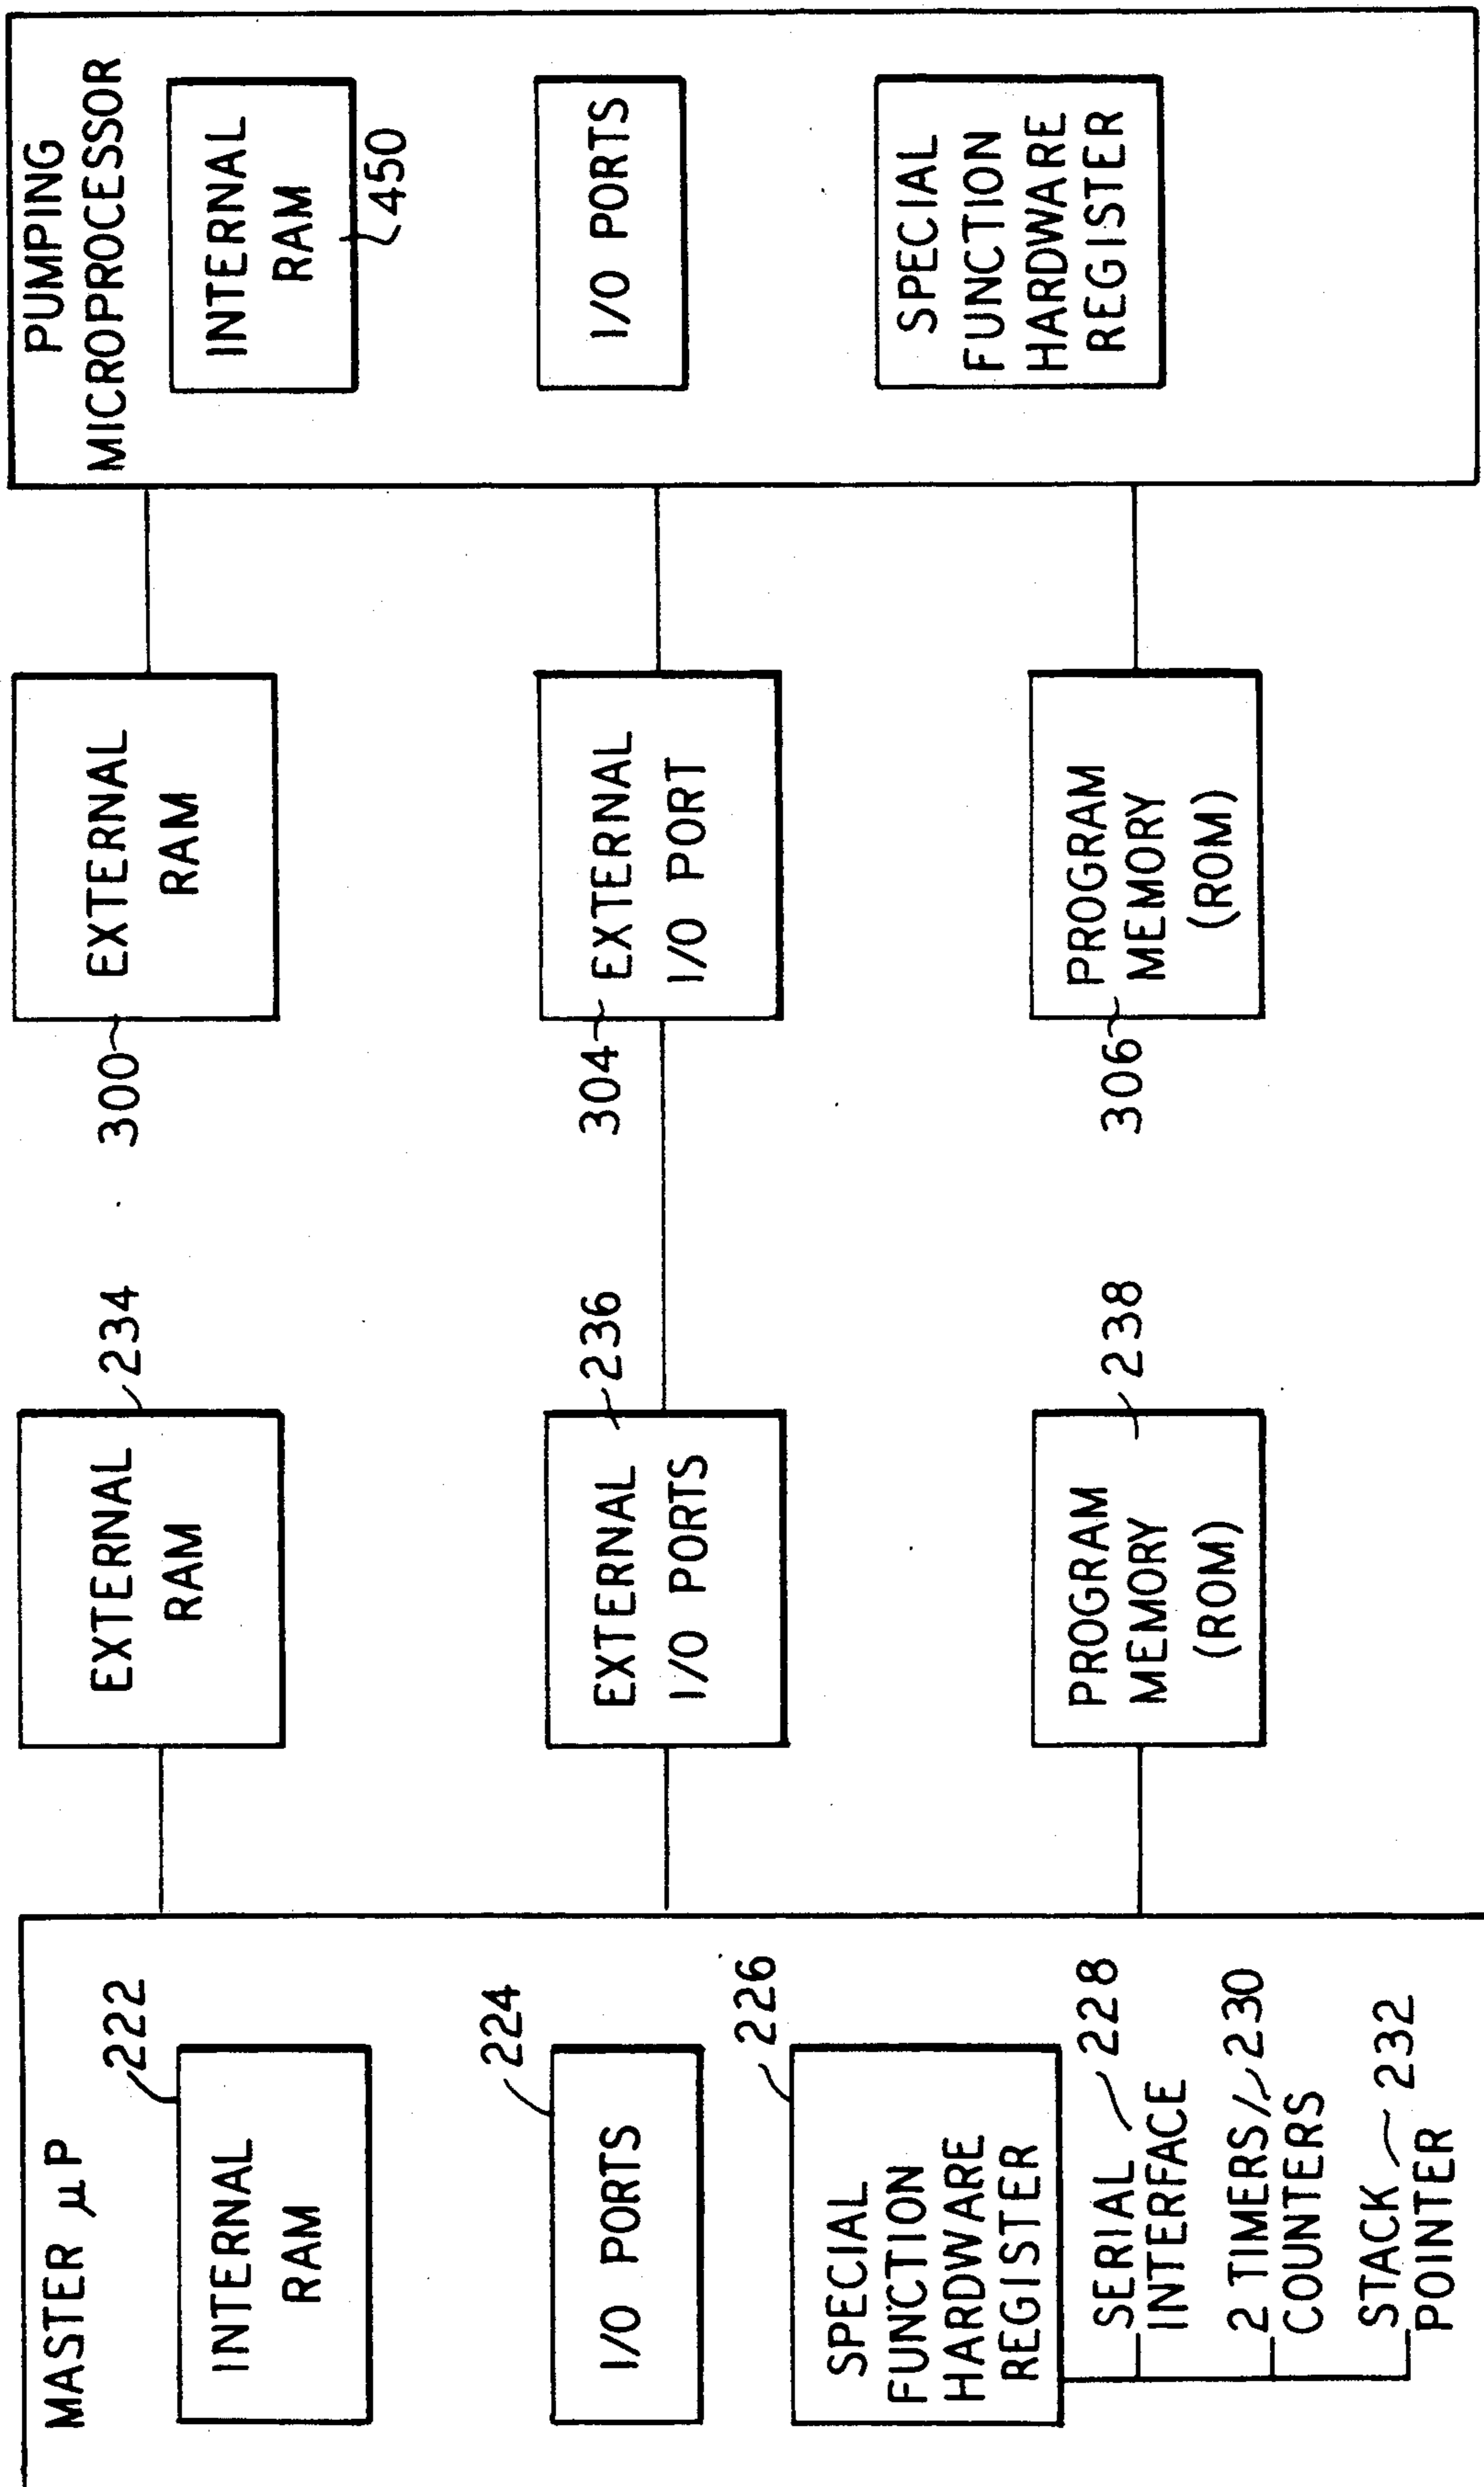 MASTER μP
222
INTERNAL
RAM
224
I/O PORTS
226
SPECIAL
FUNCTION
HARDWARE
REGISTER
SERIAL 228
INTERFACE
2 TIMERS/ 230
COUNTERS
STACK 232
POINTER
EXTERNAL
RAM
234
EXTERNAL
I/O PORTS
236
PROGRAM
MEMORY
(ROM)
238
300
EXTERNAL
RAM
304
EXTERNAL
I/O PORT
306
PROGRAM
MEMORY
(ROM)
PUMPING
MICROPROCESSOR
INTERNAL
RAM
450
I/O PORTS
SPECIAL
FUNCTION
HARDWARE
REGISTER